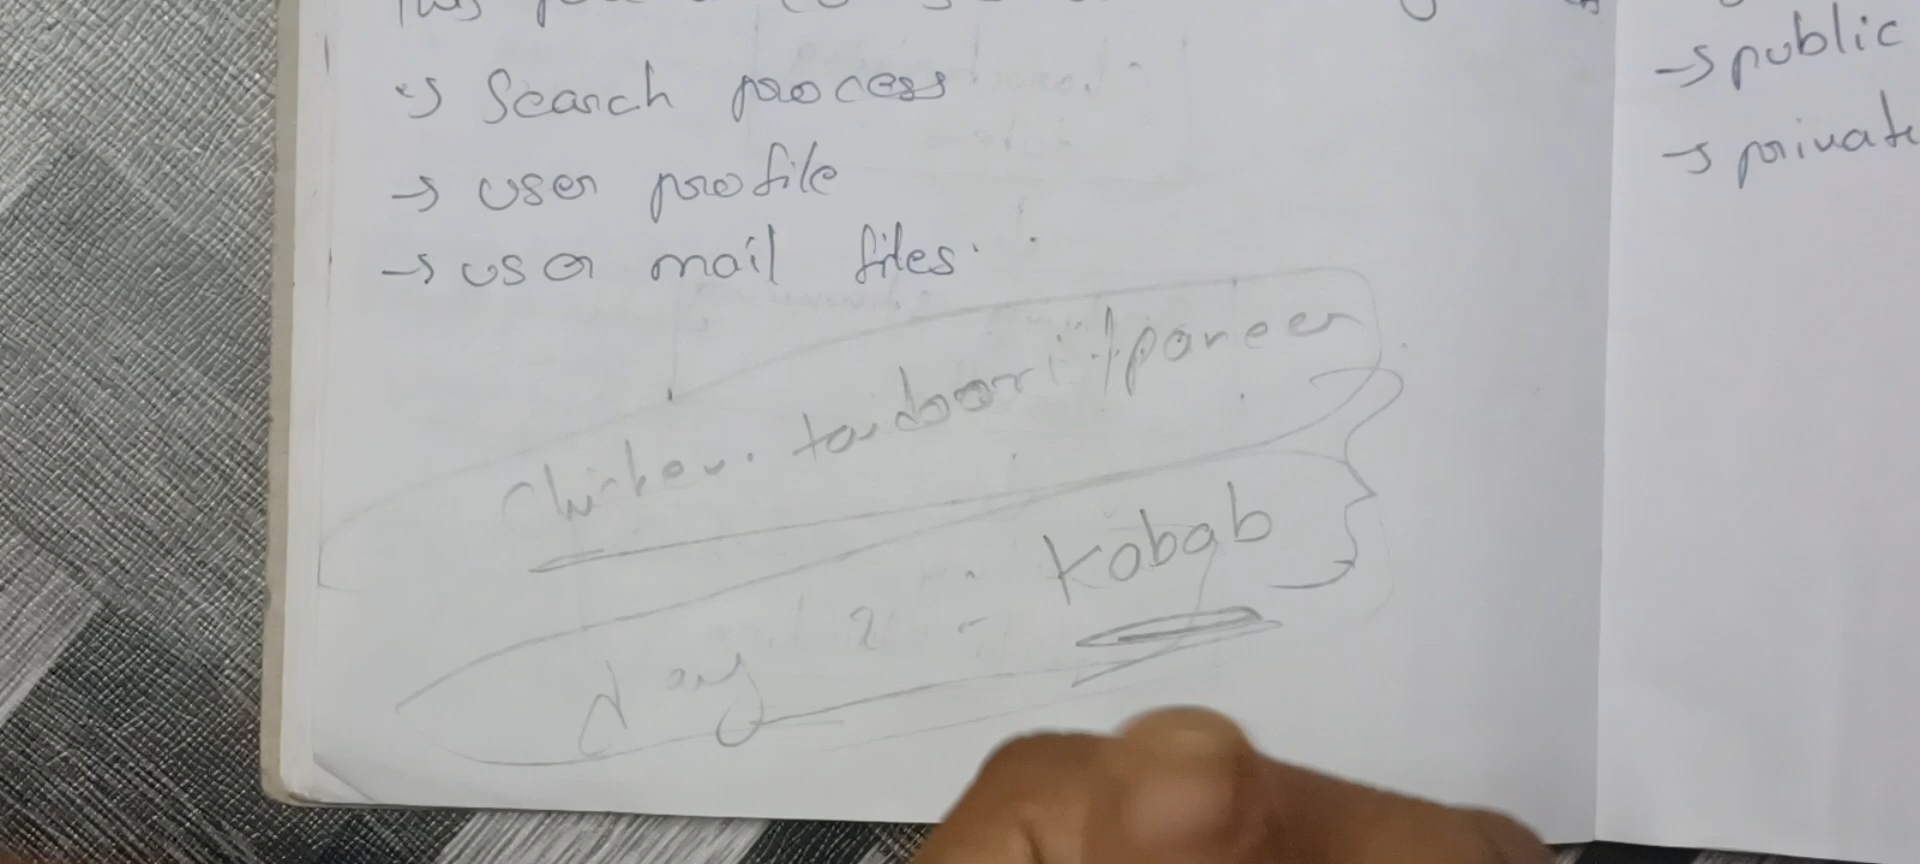 → Search process
→ user profile
→ user mail files.
chicken. tandoori / paneer
day 2 :- Kabab
→ public
→ private